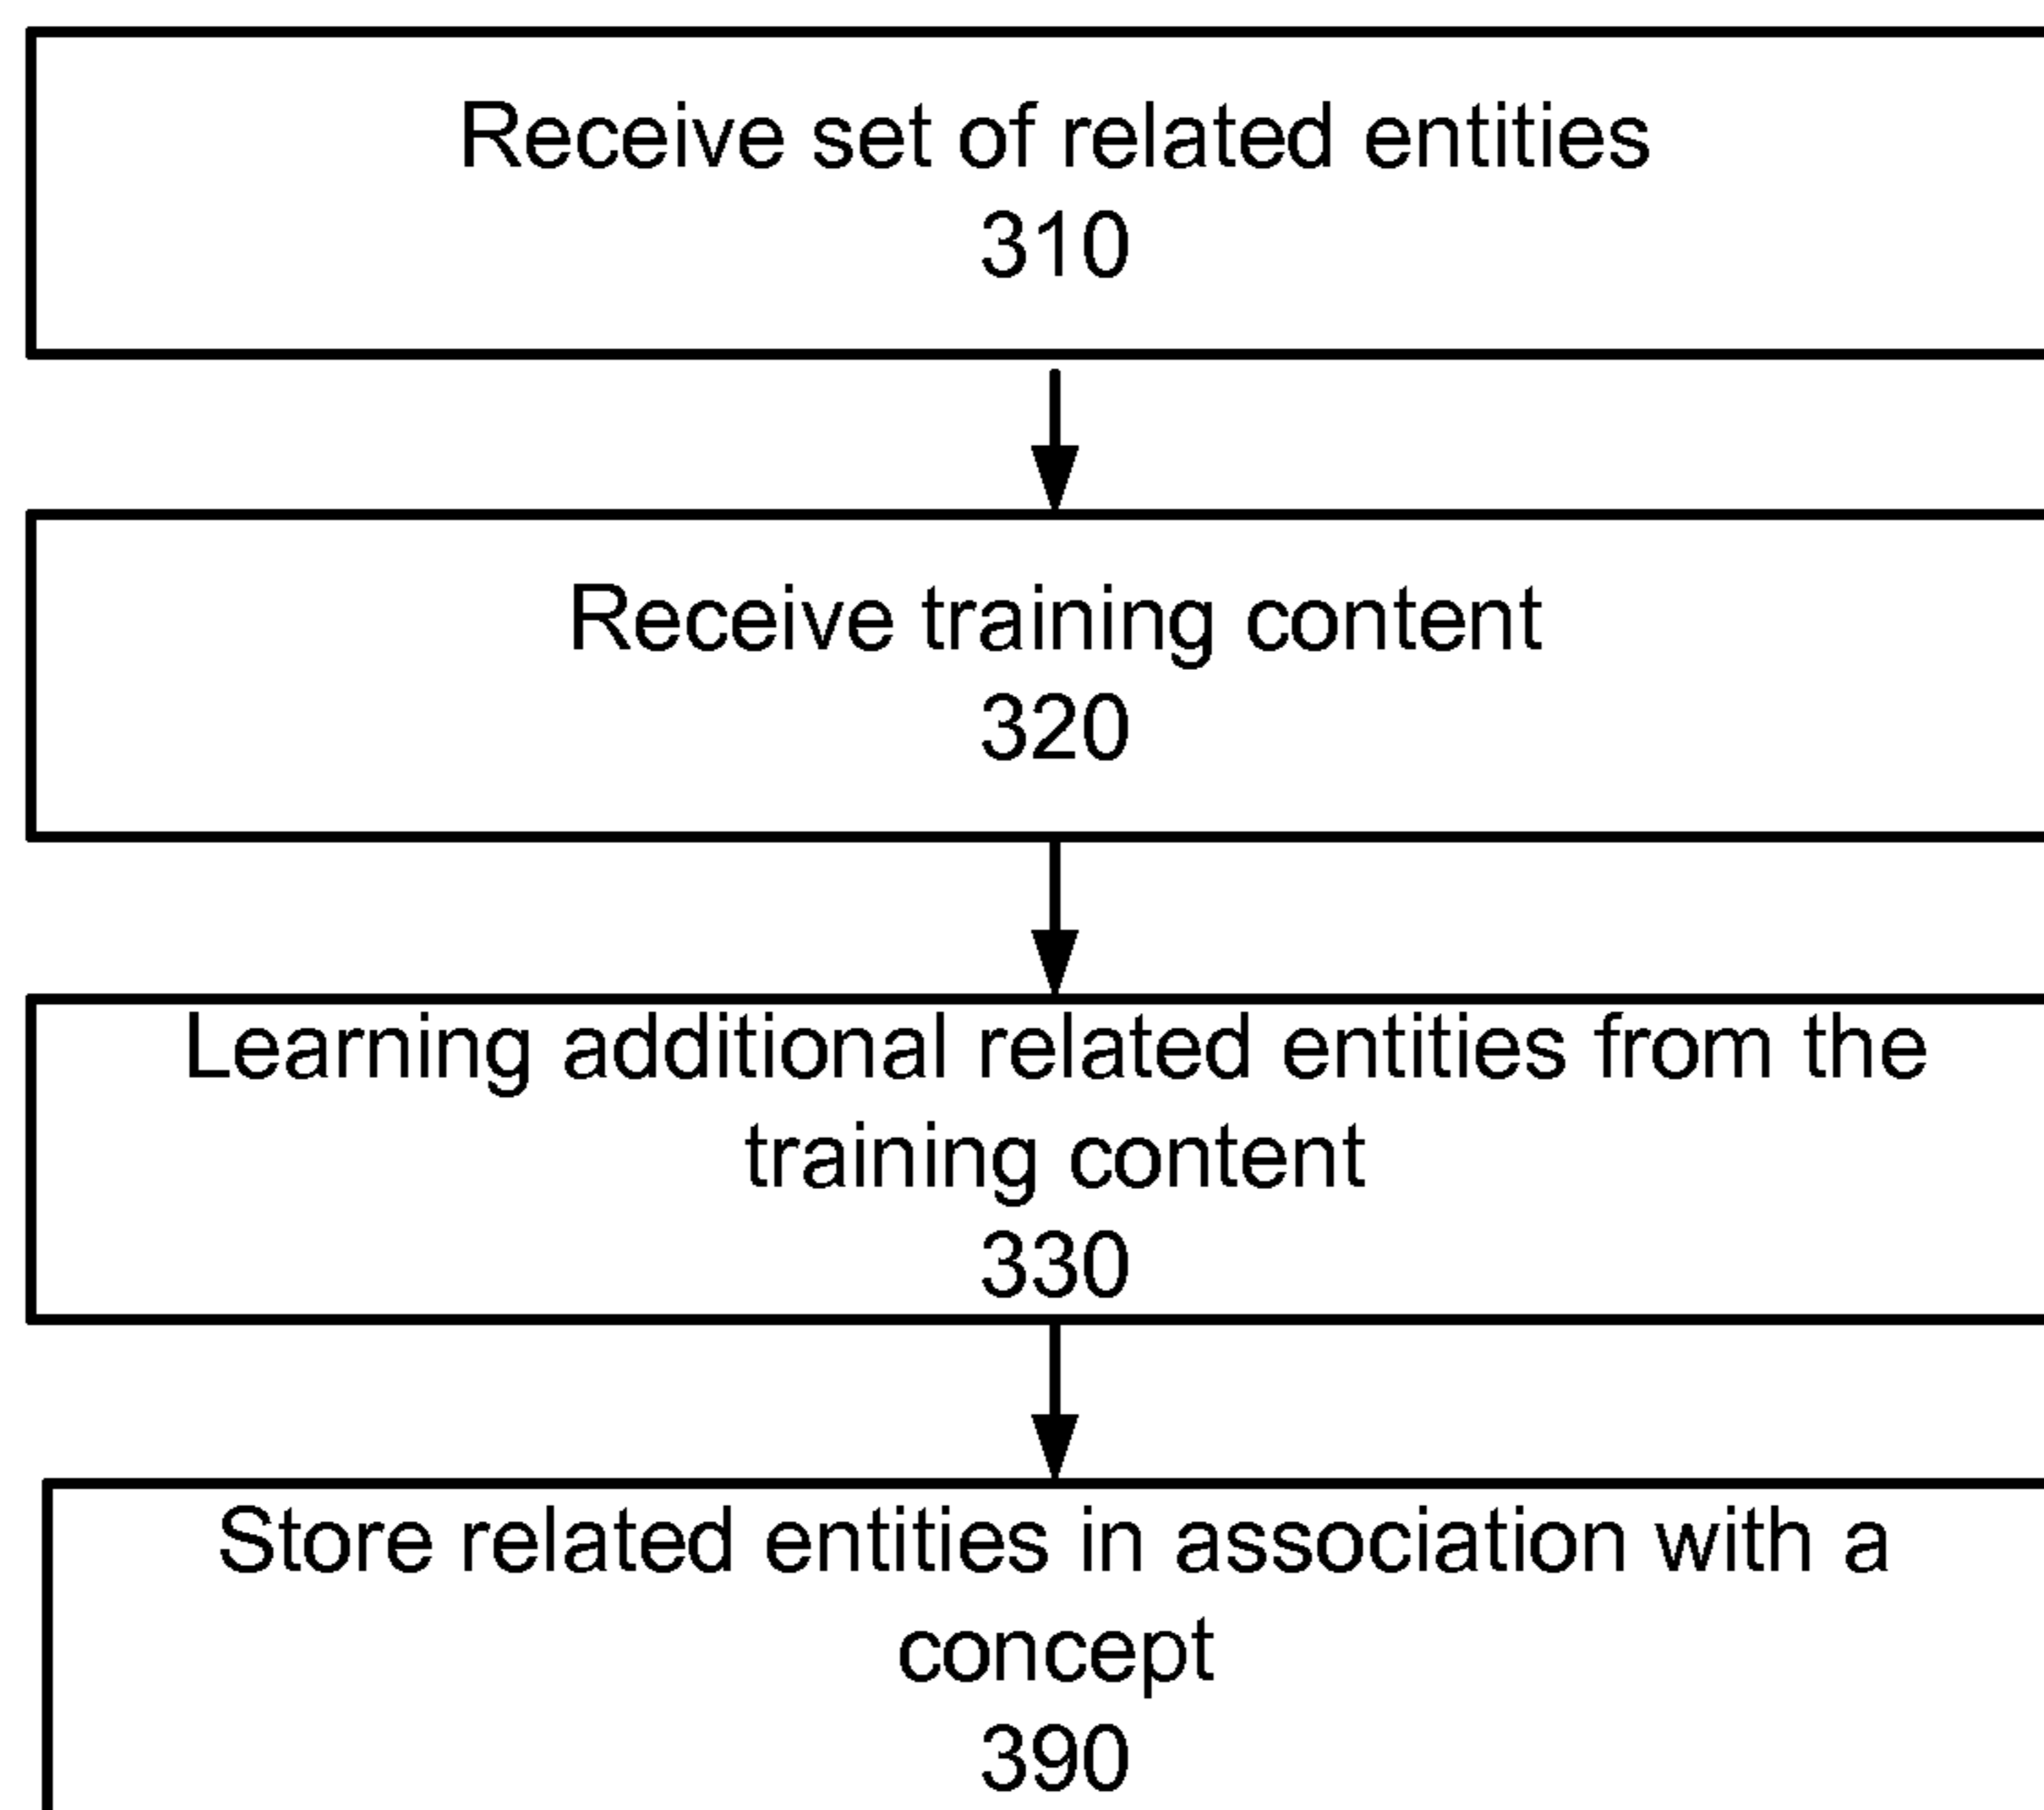 Receive set of related entities
310
Receive training content
320
Learning additional related entities from the
training content
330
Store related entities in association with a
concept
390